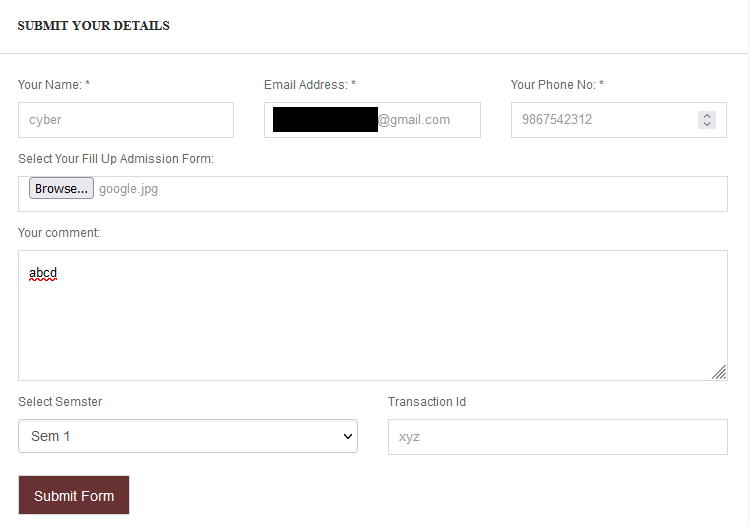 SUBMIT YOUR DETAILS
Your Name: * Email Address: * Your Phone No: *
cyber @gmail.com 9867542312
Select Your Fill Up Admission Form:
Browse... google.jpg
Your comment:
abcd
Select Semster Transaction Id
Sem 1 xyz
Submit Form